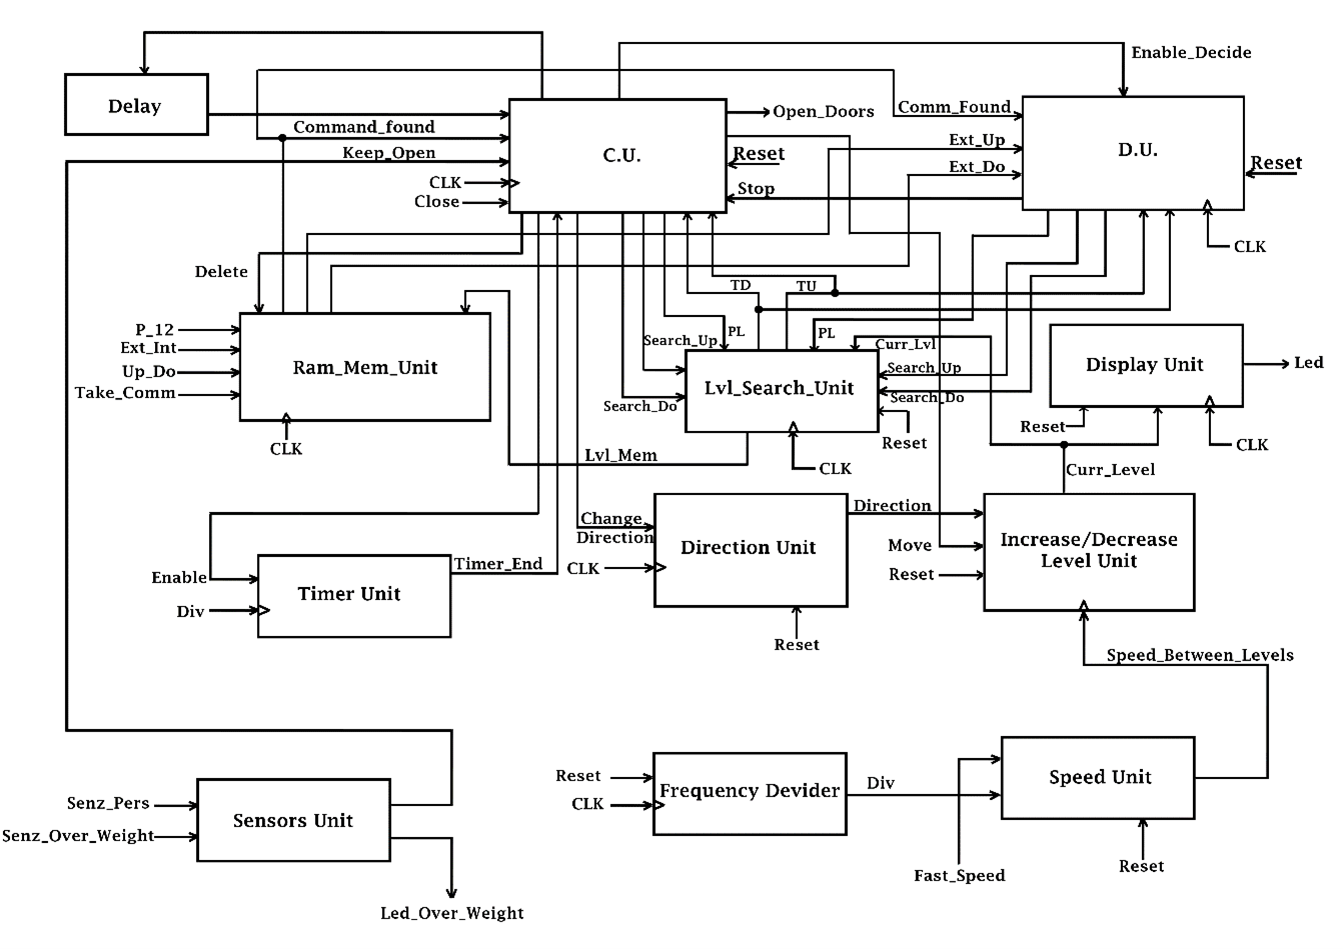 Enable_Decide
Delay
Command_found
Keep_Open
CLK
Close
C.U.
Open_Doors
Reset
Stop
Comm_Found
Ext_Up
Ext_Do
D.U.
Reset
CLK
Delete
P_12
Ext_Int
Up_Do
Take_Comm
Ram_Mem_Unit
CLK
TD
TU
PL
PL
Search_Up
Search_Do
Lvl_Search_Unit
Curr_Lvl
Search_Up
Search_Do
Reset
CLK
Lvl_Mem
Display Unit
Led
Reset
CLK
Curr_Level
Enable
Div
Timer Unit
Timer_End
Change
Direction
CLK
Direction Unit
Reset
Direction
Move
Reset
Increase/Decrease
Level Unit
Speed_Between_Levels
Senz_Pers
Senz_Over_Weight
Sensors Unit
Led_Over_Weight
Reset
CLK
Frequency Devider
Div
Fast_Speed
Speed Unit
Reset